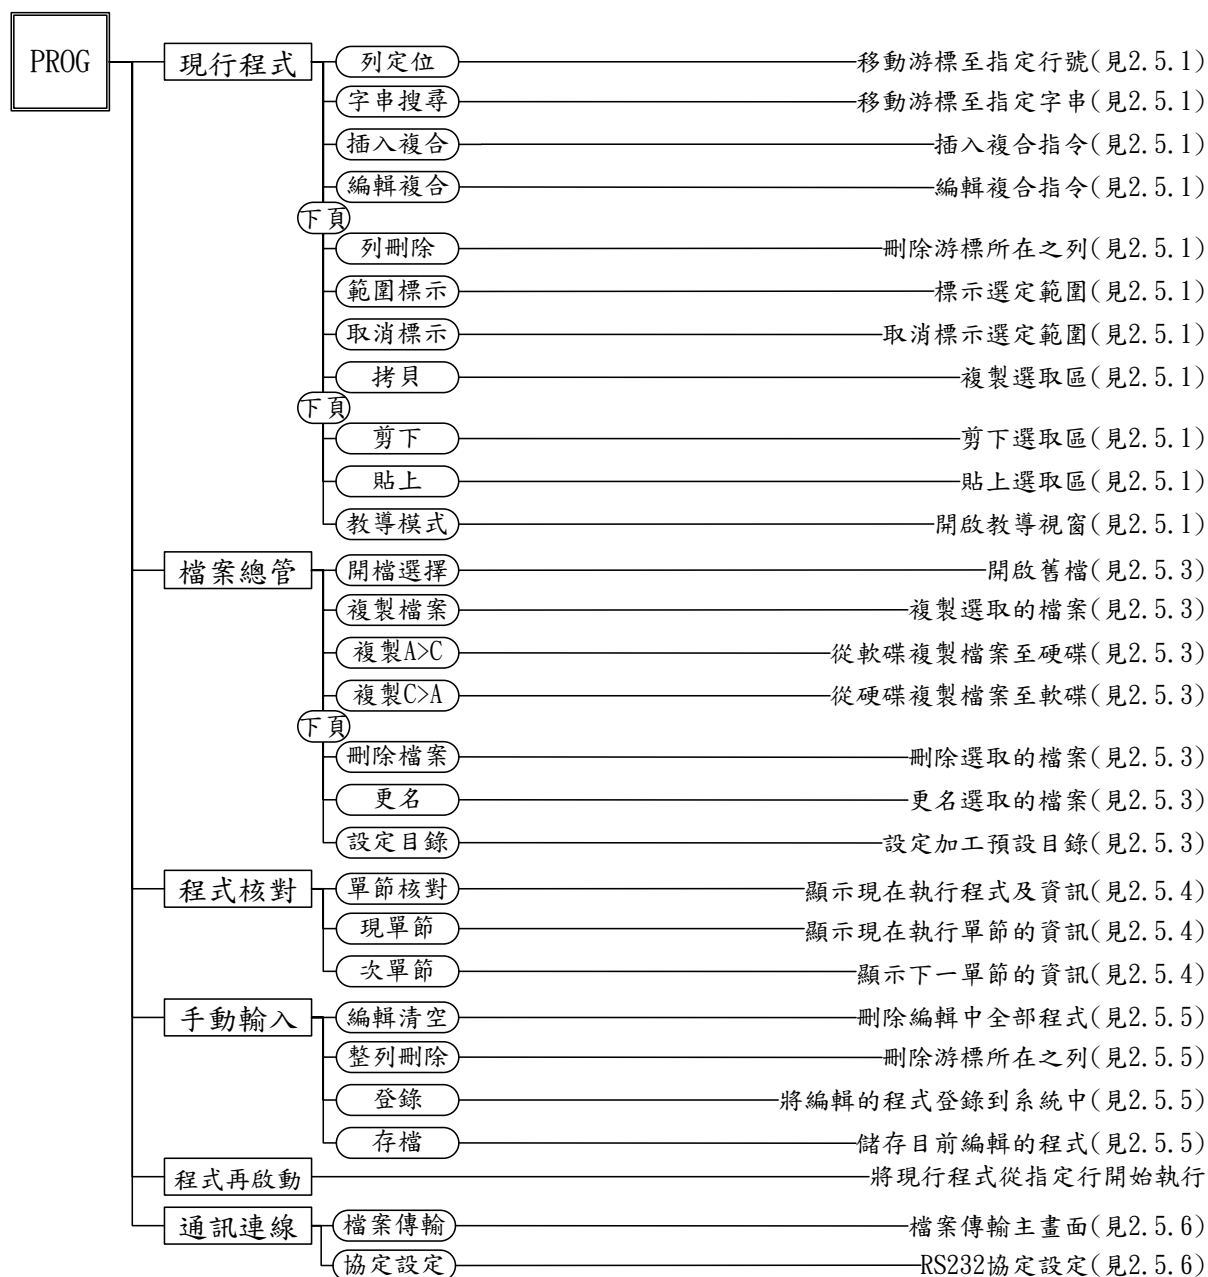 PROG 現行程式 列定位 移動游標至指定行號(見2.5.1)
字串搜尋 移動游標至指定字串(見2.5.1)
插入複合 插入複合指令(見2.5.1)
編輯複合 編輯複合指令(見2.5.1)
下頁
列刪除 刪除游標所在之列(見2.5.1)
範圍標示 標示選定範圍(見2.5.1)
取消標示 取消標示選定範圍(見2.5.1)
拷貝 複製選取區(見2.5.1)
下頁
剪下 剪下選取區(見2.5.1)
貼上 貼上選取區(見2.5.1)
教導模式 開啟教導視窗(見2.5.1)
檔案總管 開檔選擇 開啟舊檔(見2.5.3)
複製檔案 複製選取的檔案(見2.5.3)
複製A>C 從軟碟複製檔案至硬碟(見2.5.3)
複製C>A 從硬碟複製檔案至軟碟(見2.5.3)
下頁
刪除檔案 刪除選取的檔案(見2.5.3)
更名 更名選取的檔案(見2.5.3)
設定目錄 設定加工預設目錄(見2.5.3)
程式核對 單節核對 顯示現在執行程式及資訊(見2.5.4)
現單節 顯示現在執行單節的資訊(見2.5.4)
次單節 顯示下一單節的資訊(見2.5.4)
手動輸入 編輯清空 刪除編輯中全部程式(見2.5.5)
整列刪除 刪除游標所在之列(見2.5.5)
登錄 將編輯的程式登錄到系統中(見2.5.5)
存檔 儲存目前編輯的程式(見2.5.5)
程式再啟動 將現行程式從指定行開始執行
通訊連線 檔案傳輸 檔案傳輸主畫面(見2.5.6)
協定設定 RS232協定設定(見2.5.6)